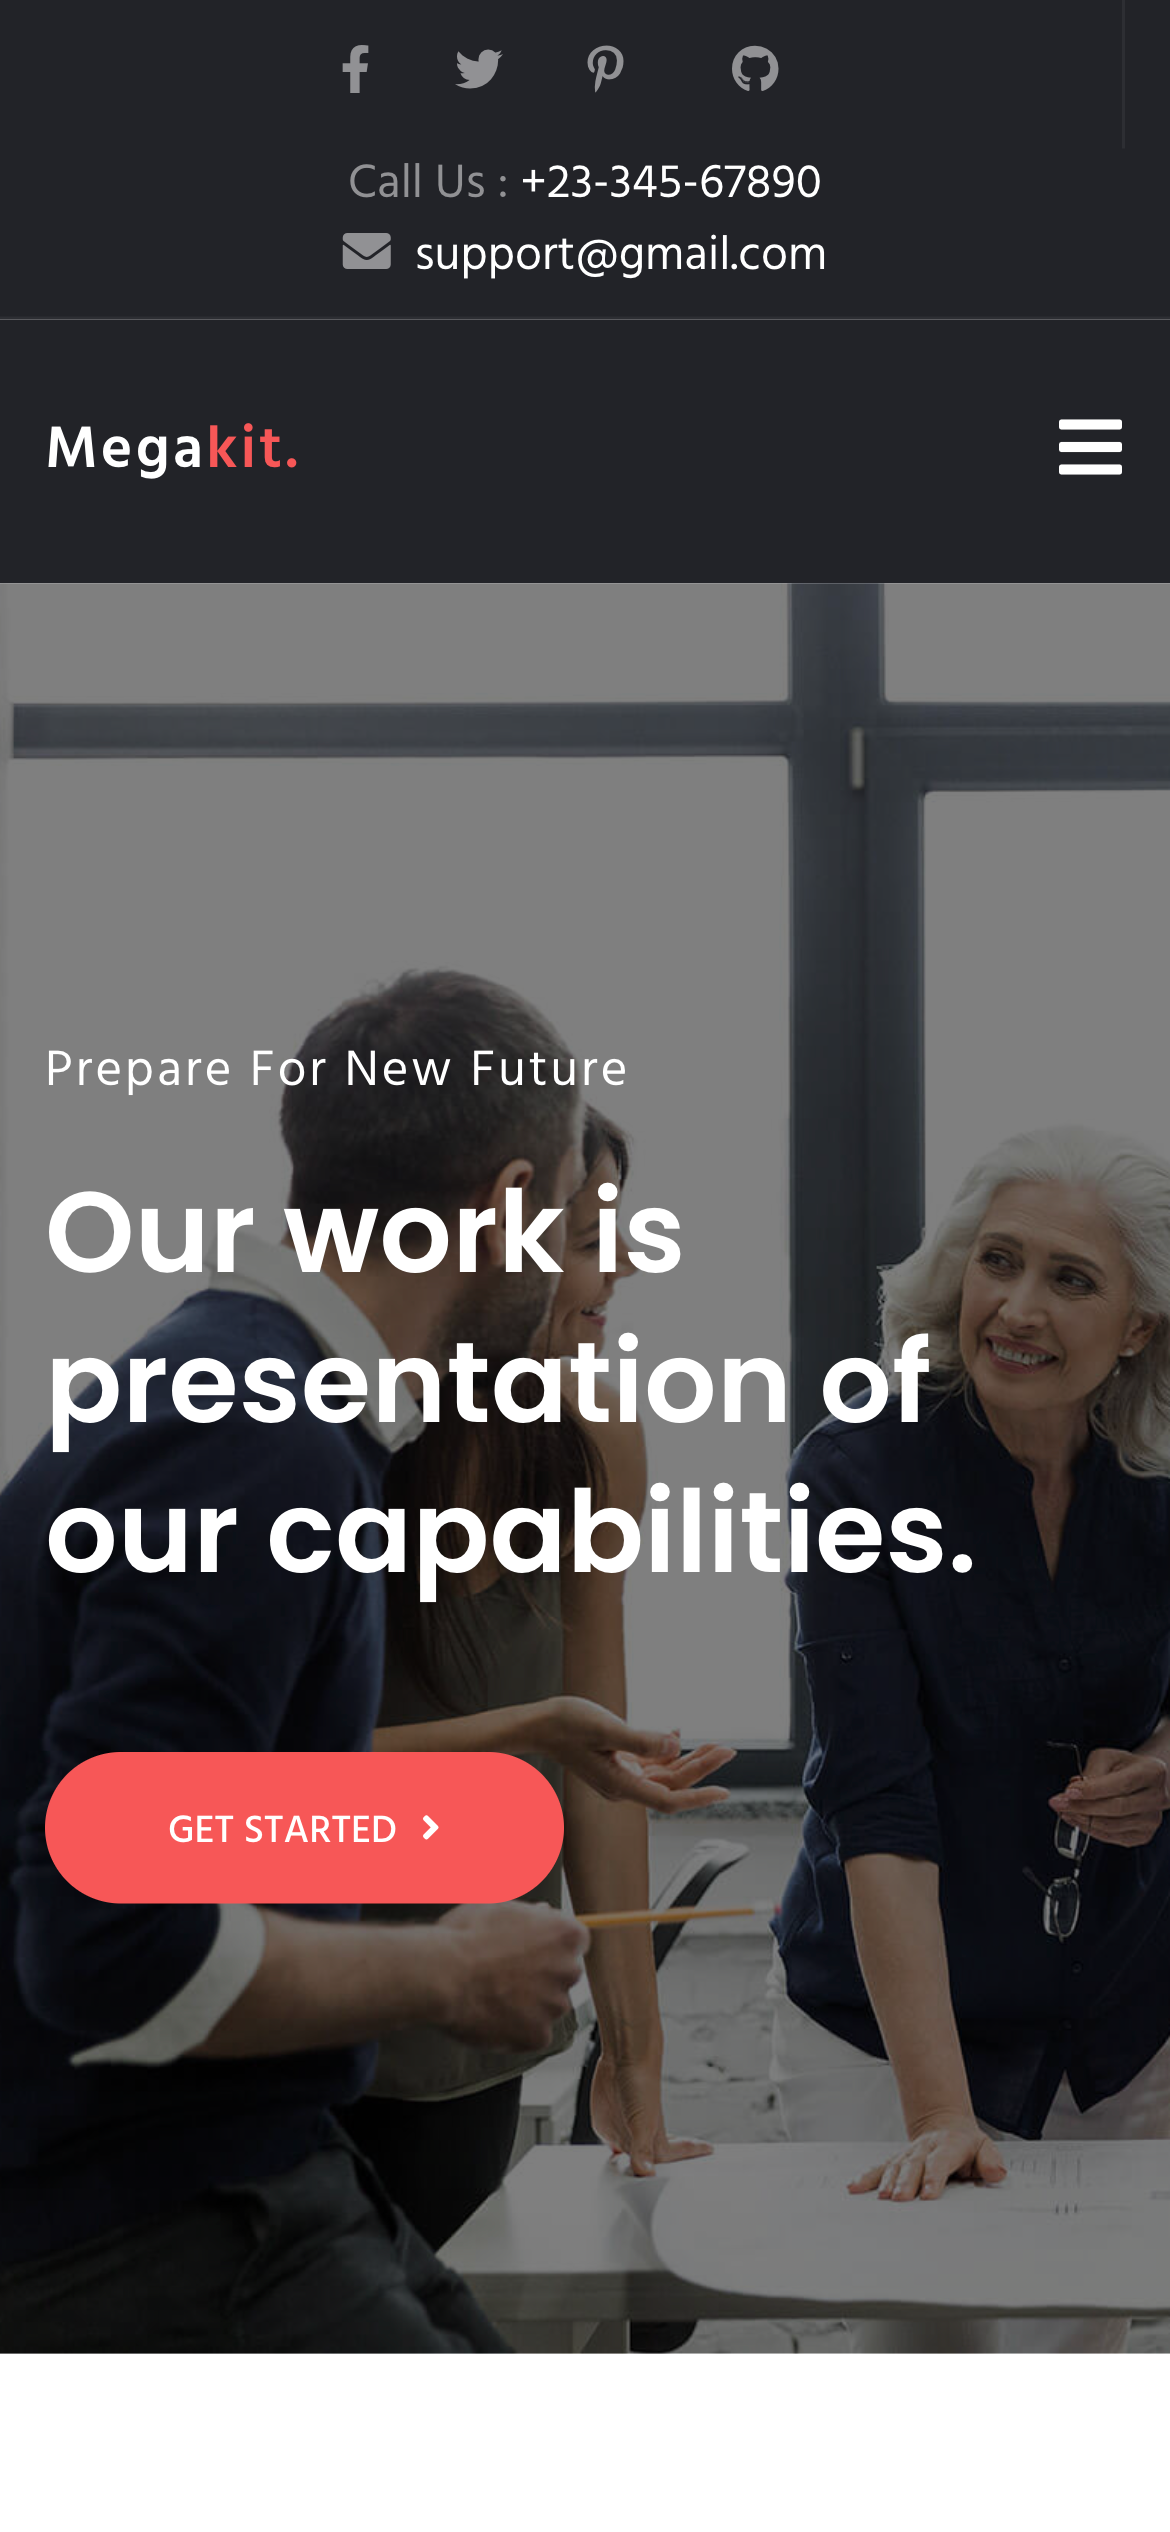 Call Us : +23-345-67890
support@gmail.com
Megakit.
Prepare For New Future
Our work is
presentation of
our capabilities.
GET STARTED